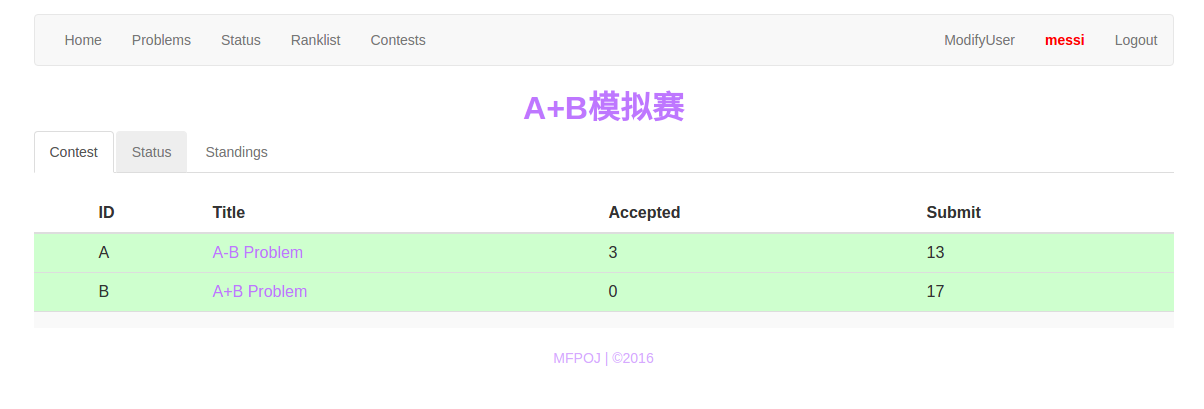 Home Problems Status Ranklist Contests ModifyUser messi Logout
A+B模拟赛
Contest Status Standings
ID Title Accepted Submit
A A-B Problem 3 13
B A+B Problem 0 17
MFPOJ | ©2016